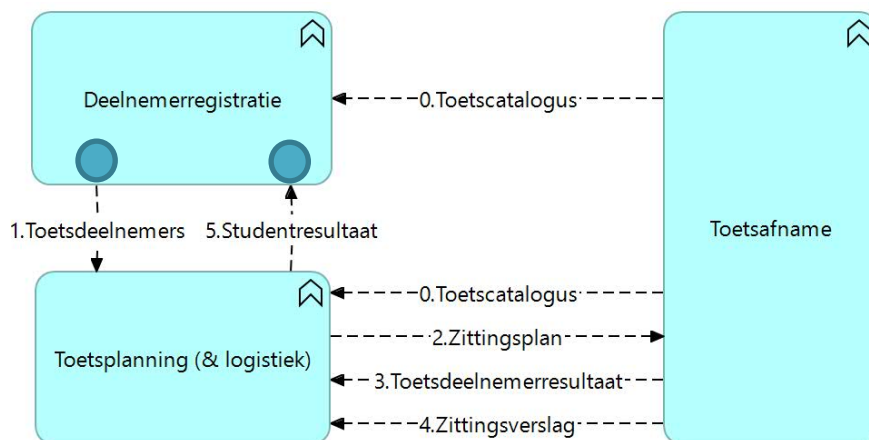 Deelnemerregistratie
0.Toetscatalogus
1.Toetsdeelnemers
5.Studentresultaat
Toetsafname
0.Toetscatalogus
2.Zittingsplan
Toetsplanning (& logistiek)
3.Toetsdeelnemerresultaat
4.Zittingsverslag